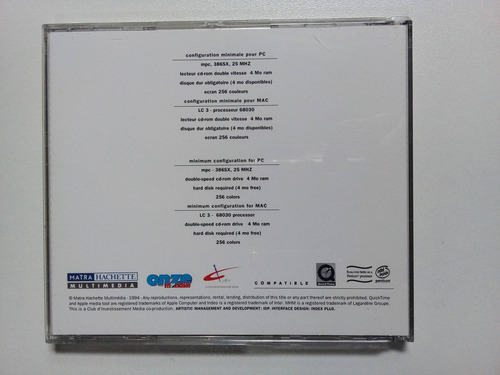 configuration minimale pour PC
mpc, 386SX, 25 MHZ
lecteur cd-rom double vitesse 4 Mo ram
disque dur obligatoire (4 mo disponibles)
ecran 256 couleurs
configuration minimale pour MAC
LC 3 - processeur 68030
lecteur cd-rom double vitesse 4 Mo ram
disque dur obligatoire (4 mo disponibles)
ecran 256 couleurs
minimum configuration for PC
mpc - 386SX, 25 MHZ
double-speed cd-rom drive 4 Mo ram
hard disk required (4 mo free)
256 colors
minimum configuration for MAC
LC 3 - 68030 processor
double-speed cd-rom drive 4 Mo ram
hard disk required (4 mo free)
256 colors
MATRA HACHETTE
MULTIMEDIA
onze
COMPATIBLE
QuickTime
© Matra Hachette Multimédia - 1994 - Any reproductions, representations, rental, lending, distribution of this title or any part thereof are strictly prohibited. QuickTime
and Apple media tool are registered trademarks of Apple Computer and Indeo is a registered trademark of Intel. MHM is a registered trademark of Lagardère Groupe.
This is a Club d'Investissement Media co-production. ARTISTIC MANAGEMENT AND DEVELOPMENT: IDP. INTERFACE DESIGN: INDEX PLUS.